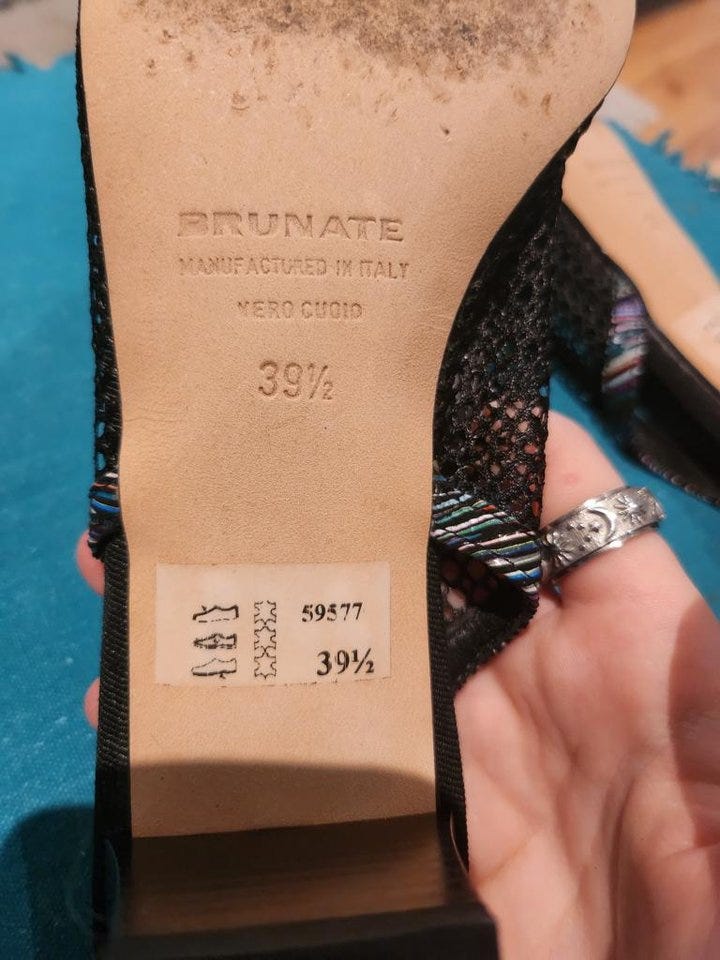 BRUNATE
MANUFACTURED IN ITALY
VERO CUOIO
39½
59577
39½